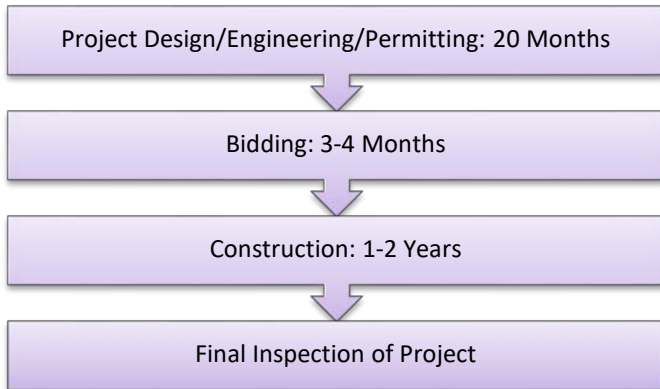 Project Design/Engineering/Permitting: 20 Months
Bidding: 3-4 Months
Construction: 1-2 Years
Final Inspection of Project